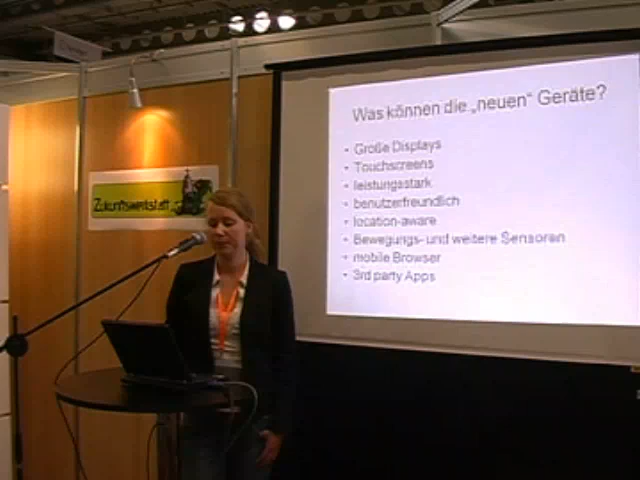 Was können die „neuen“ Geräte?
• Große Displays
• Touchscreens
• leistungsstark
• benutzerfreundlich
• location-aware
• Bewegungs- und weitere Sensoren
• mobile Browser
• 3rd party Apps
Zukunftswerkstatt